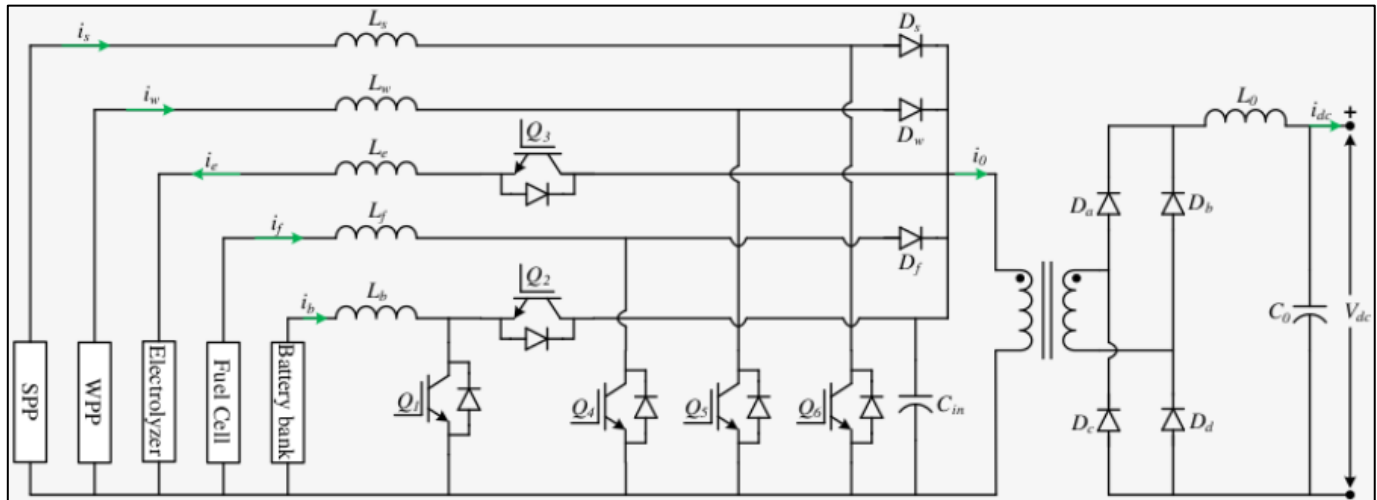 i_s
L_s
D_s
i_w
L_w
D_w
L_0
i_dc
+
Q_3
i_e
L_e
i_0
i_f
L_f
D_f
D_a
D_b
Q_2
i_b
L_b
C_0
V_dc
SPP
WPP
Electrolyzer
Fuel Cell
Battery bank
Q_1
Q_4
Q_5
Q_6
C_in
D_c
D_d